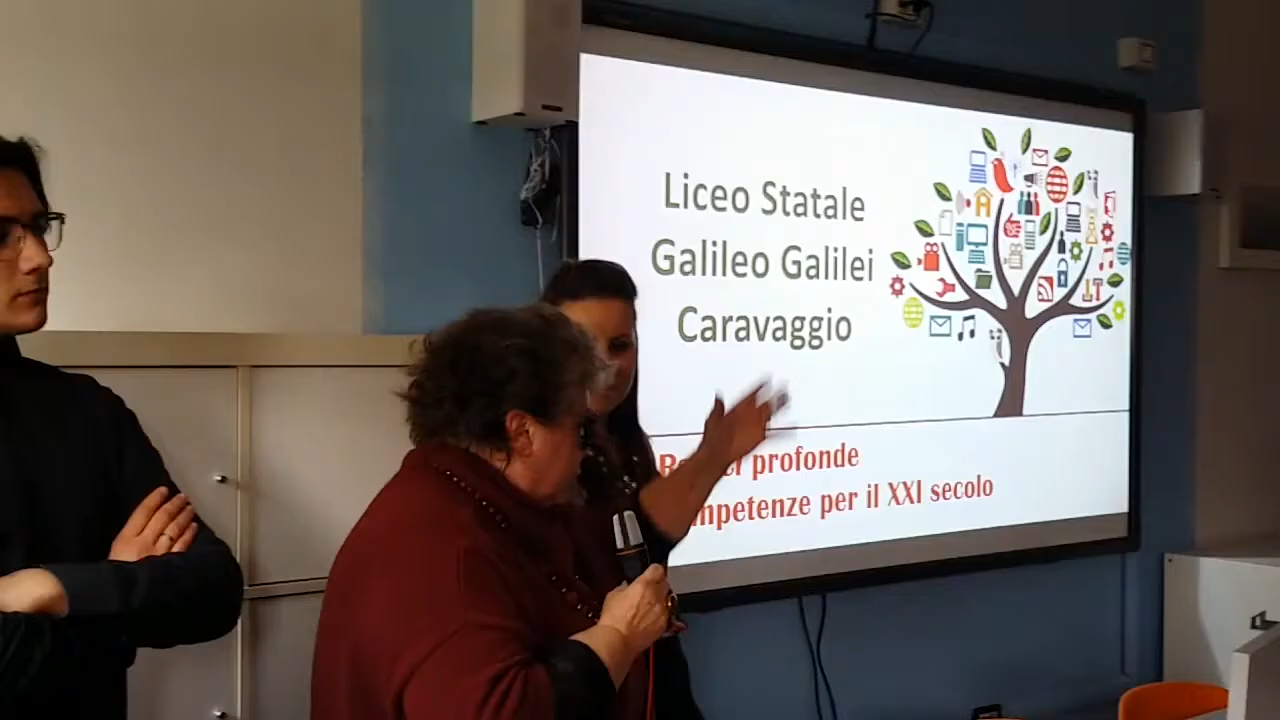 Liceo Statale
Galileo Galilei
Caravaggio
profonde
per il XXI secolo